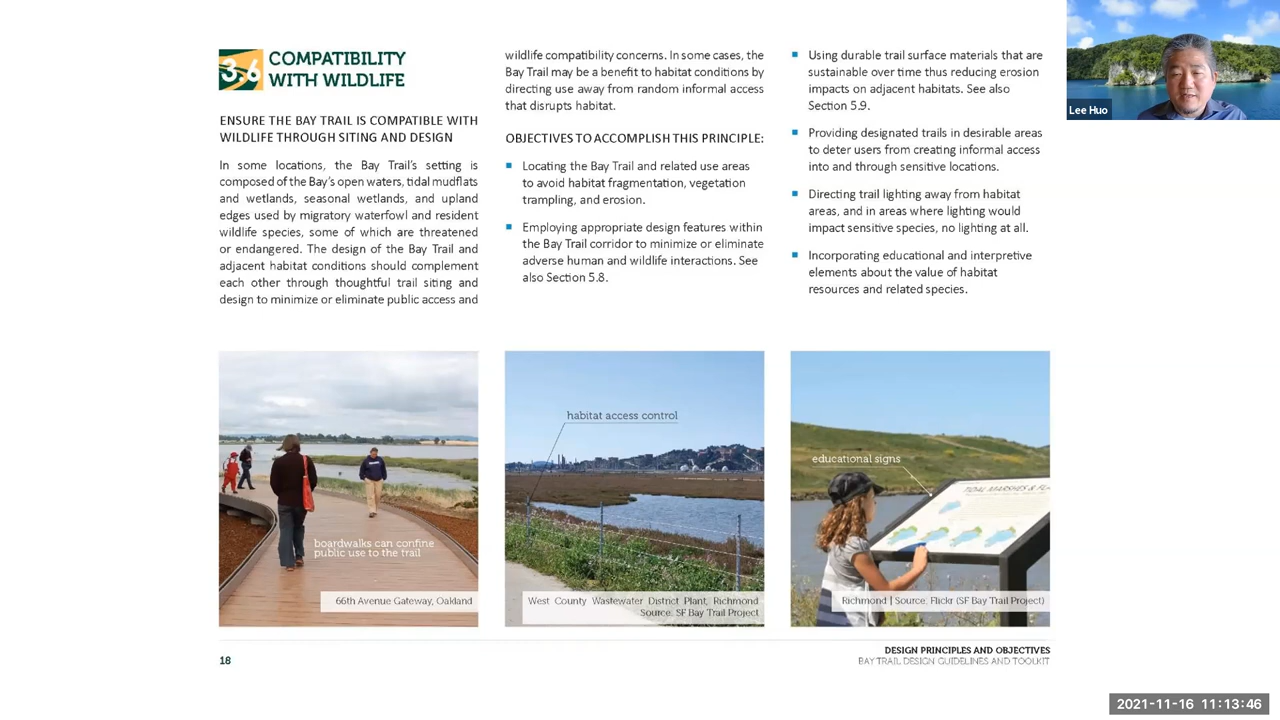 3.6
COMPATIBILITY
WITH WILDLIFE
ENSURE THE BAY TRAIL IS COMPATIBLE WITH
WILDLIFE THROUGH SITING AND DESIGN
In some locations, the Bay Trail's setting is
composed of the Bay's open waters, tidal mudflats
and wetlands, seasonal wetlands, and upland
edges used by migratory waterfowl and resident
wildlife species, some of which are threatened
or endangered. The design of the Bay Trail and
adjacent habitat conditions should complement
each other through thoughtful trail siting and
design to minimize or eliminate public access and
wildlife compatibility concerns. In some cases, the
Bay Trail may be a benefit to habitat conditions by
directing use away from random informal access
that disrupts habitat.
OBJECTIVES TO ACCOMPLISH THIS PRINCIPLE:
Locating the Bay Trail and related use areas
to avoid habitat fragmentation, vegetation
trampling, and erosion.
Employing appropriate design features within
the Bay Trail corridor to minimize or eliminate
adverse human and wildlife interactions. See
also Section 5.8.
Using durable trail surface materials that are
sustainable over time thus reducing erosion
impacts on adjacent habitats. See also
Section 5.9.
Providing designated trails in desirable areas
to deter users from creating informal access
into and through sensitive locations.
Directing trail lighting away from habitat
areas, and in areas where lighting would
impact sensitive species, no lighting at all.
Incorporating educational and interpretive
elements about the value of habitat
resources and related species.
boardwalks can confine
public use to the trail
66th Avenue Gateway, Oakland
habitat access control
West County Wastewater District Plant, Richmond
Source: SF Bay Trail Project
educational signs
TIDAL MARSHES & FL
Richmond | Source: Flickr (SF Bay Trail Project)
18
DESIGN PRINCIPLES AND OBJECTIVES
BAY TRAIL DESIGN GUIDELINES AND TOOLKIT
Lee Huo
2021-11-16 11:13:46